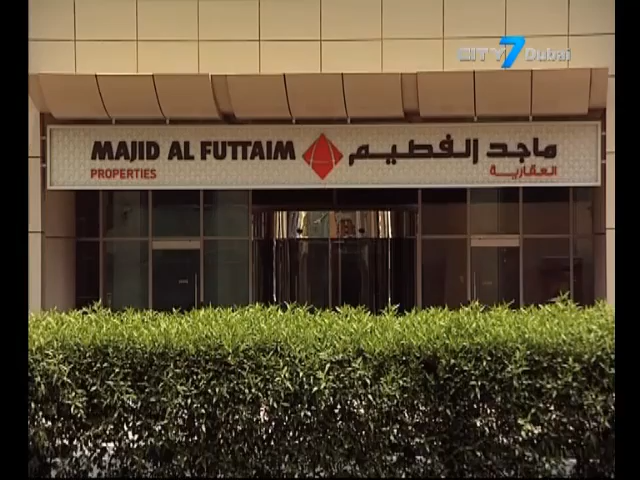 CITY 7 Dubai
MAJID AL FUTTAIM
PROPERTIES
ماجد الفطيم
العقارية